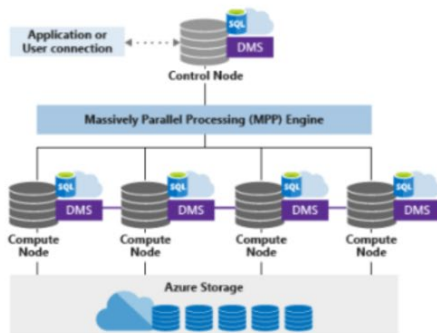 Application or
User connection
SQL
DMS
Control Node
Massively Parallel Processing (MPP) Engine
SQL
DMS
SQL
DMS
SQL
DMS
SQL
DMS
Compute
Node
Compute
Node
Compute
Node
Compute
Node
Azure Storage